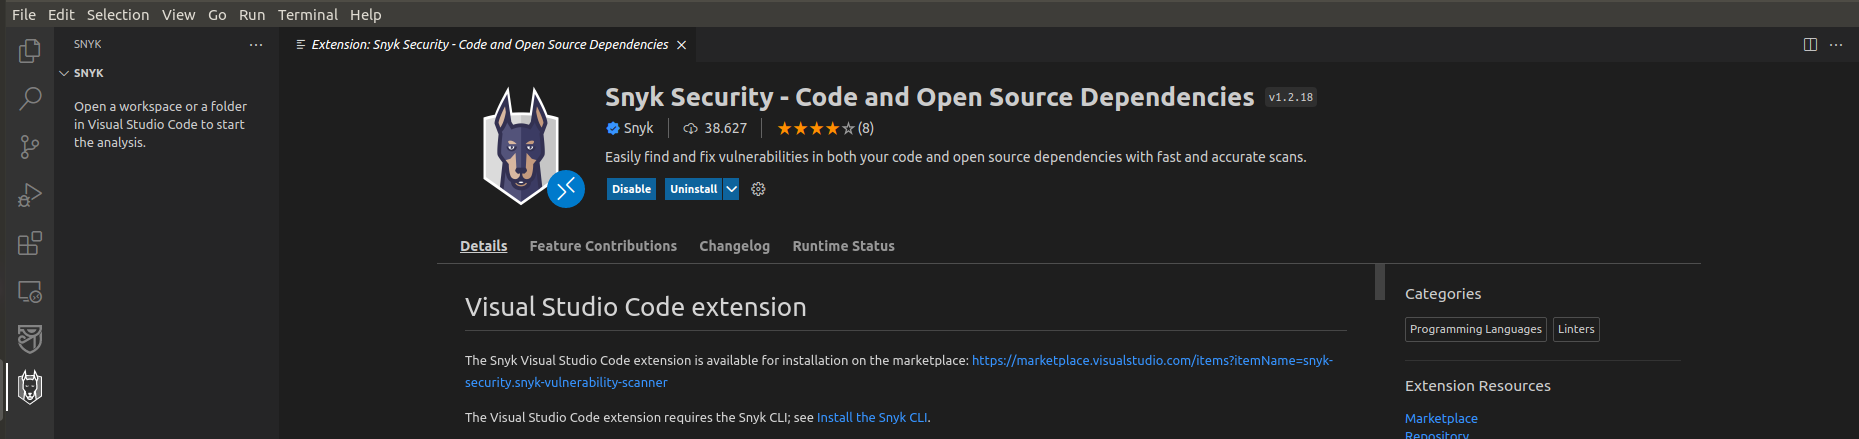 File Edit Selection View Go Run Terminal Help
SNYK
SNYK
Open a workspace or a folder
in Visual Studio Code to start
the analysis.
Extension: Snyk Security - Code and Open Source Dependencies
Snyk Security - Code and Open Source Dependencies v1.2.18
Snyk 38.627 (8)
Easily find and fix vulnerabilities in both your code and open source dependencies with fast and accurate scans.
Disable Uninstall
Details Feature Contributions Changelog Runtime Status
Visual Studio Code extension
The Snyk Visual Studio Code extension is available for installation on the marketplace: https://marketplace.visualstudio.com/items?itemName=snyk-
security.snyk-vulnerability-scanner
The Visual Studio Code extension requires the Snyk CLI; see Install the Snyk CLI.
Categories
Programming Languages Linters
Extension Resources
Marketplace
Repository